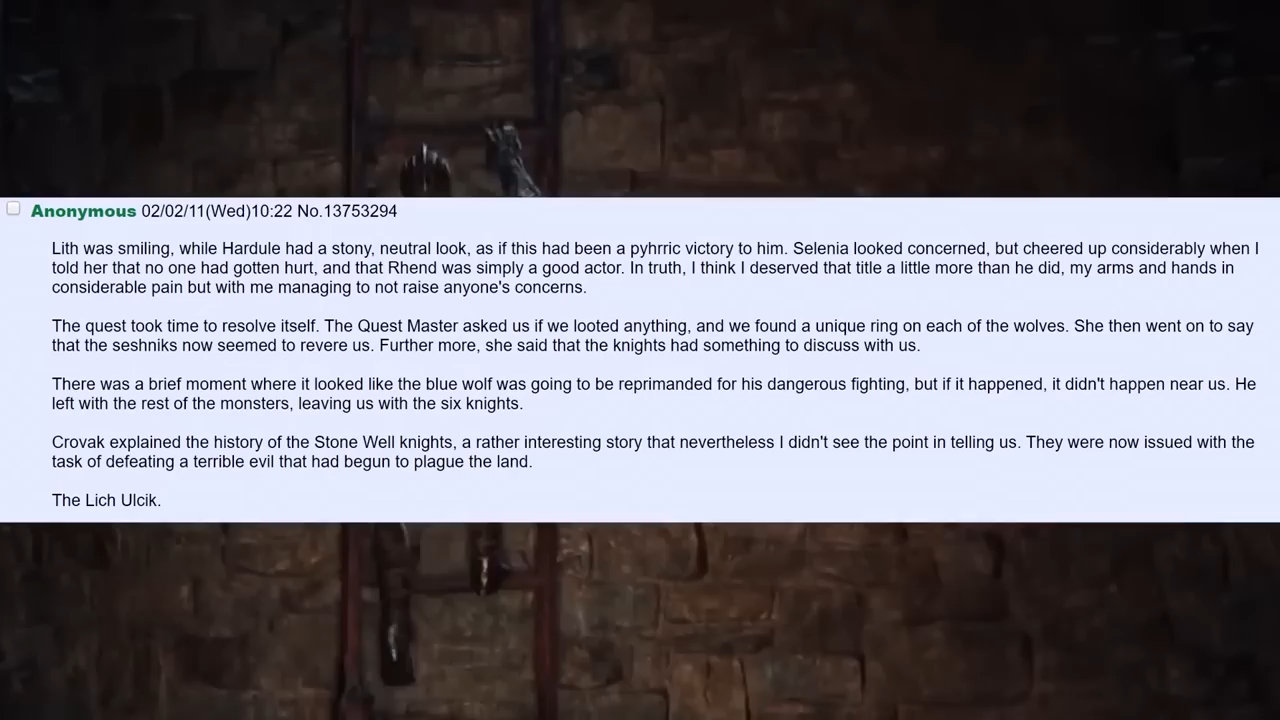 Anonymous 02/02/11(Wed)10:22 No.13753294
Lith was smiling, while Hardule had a stony, neutral look, as if this had been a pyhrric victory to him. Selenia looked concerned, but cheered up considerably when I
told her that no one had gotten hurt, and that Rhend was simply a good actor. In truth, I think I deserved that title a little more than he did, my arms and hands in
considerable pain but with me managing to not raise anyone's concerns.
The quest took time to resolve itself. The Quest Master asked us if we looted anything, and we found a unique ring on each of the wolves. She then went on to say
that the seshniks now seemed to revere us. Further more, she said that the knights had something to discuss with us.
There was a brief moment where it looked like the blue wolf was going to be reprimanded for his dangerous fighting, but if it happened, it didn't happen near us. He
left with the rest of the monsters, leaving us with the six knights.
Crovak explained the history of the Stone Well knights, a rather interesting story that nevertheless I didn't see the point in telling us. They were now issued with the
task of defeating a terrible evil that had begun to plague the land.
The Lich Ulcik.